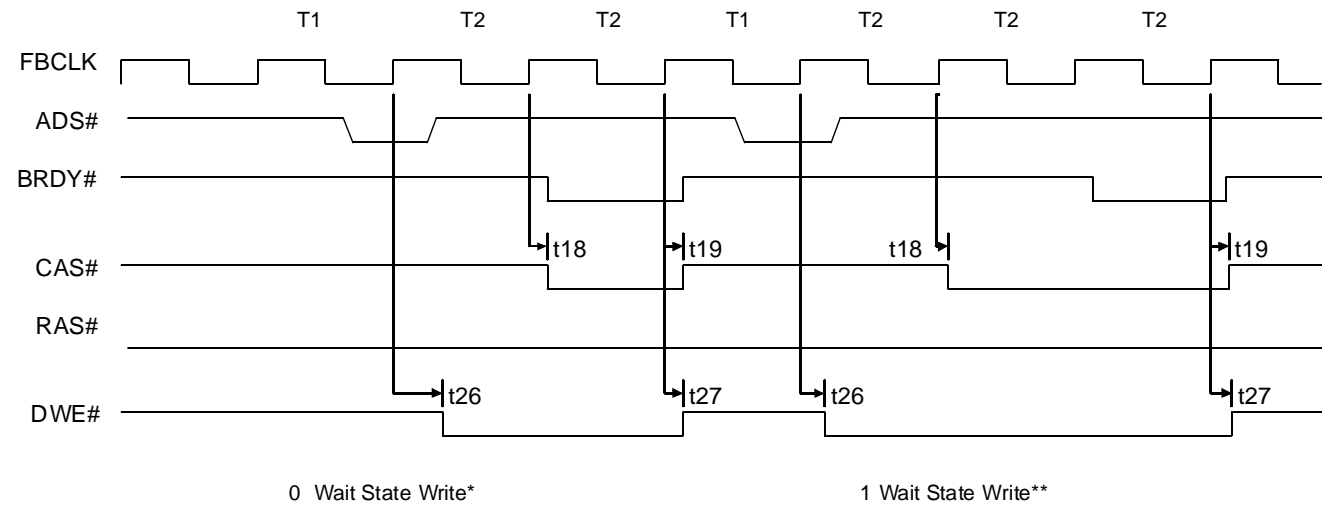 T1 T2 T2 T1 T2 T2 T2
FBCLK
ADS#
BRDY#
t18 t19 t18 t19
CAS#
RAS#
t26 t27 t26 t27
DWE#
0 Wait State Write* 1 Wait State Write**